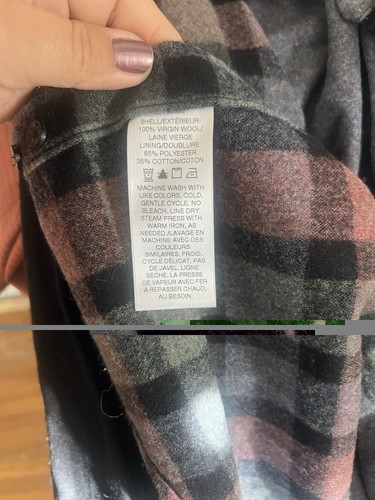 SHELL/EXTÉRIEUR:
100% VIRGIN WOOL/
LAINE VIERGE
LINING/DOUBLURE
65% POLYESTER
35% COTTON/COTON
MACHINE WASH WITH
LIKE COLORS, COLD,
GENTLE CYCLE. NO
BLEACH. LINE DRY.
STEAM PRESS WITH
WARM IRON, AS
NEEDED./LAVAGE EN
MACHINE AVEC DES
COULEURS
SIMILAIRES, FROID,
CYCLE DÉLICAT. PAS
DE JAVEL. LIGNE
SÈCHE. LA PRESSE
DE VAPEUR AVEC FER
À REPASSER CHAUD,
AU BESOIN.